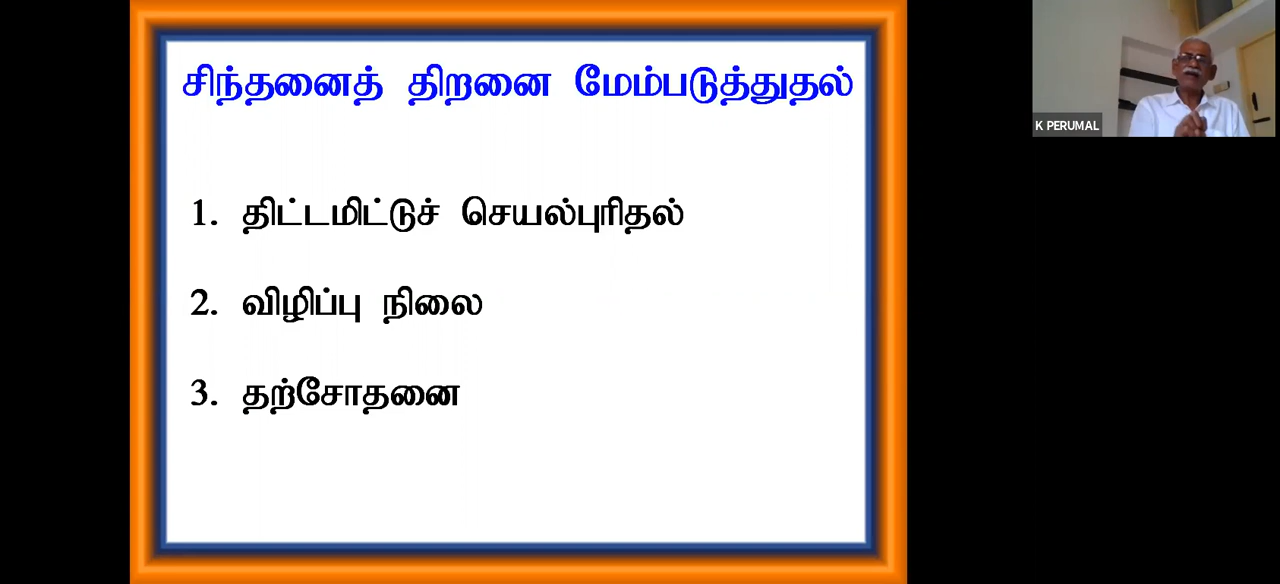 சிந்தனைத் திறனை மேம்படுத்துதல்
1. திட்டமிட்டுச் செயல்புரிதல்
2. விழிப்பு நிலை
3. தற்சோதனை
K PERUMAL